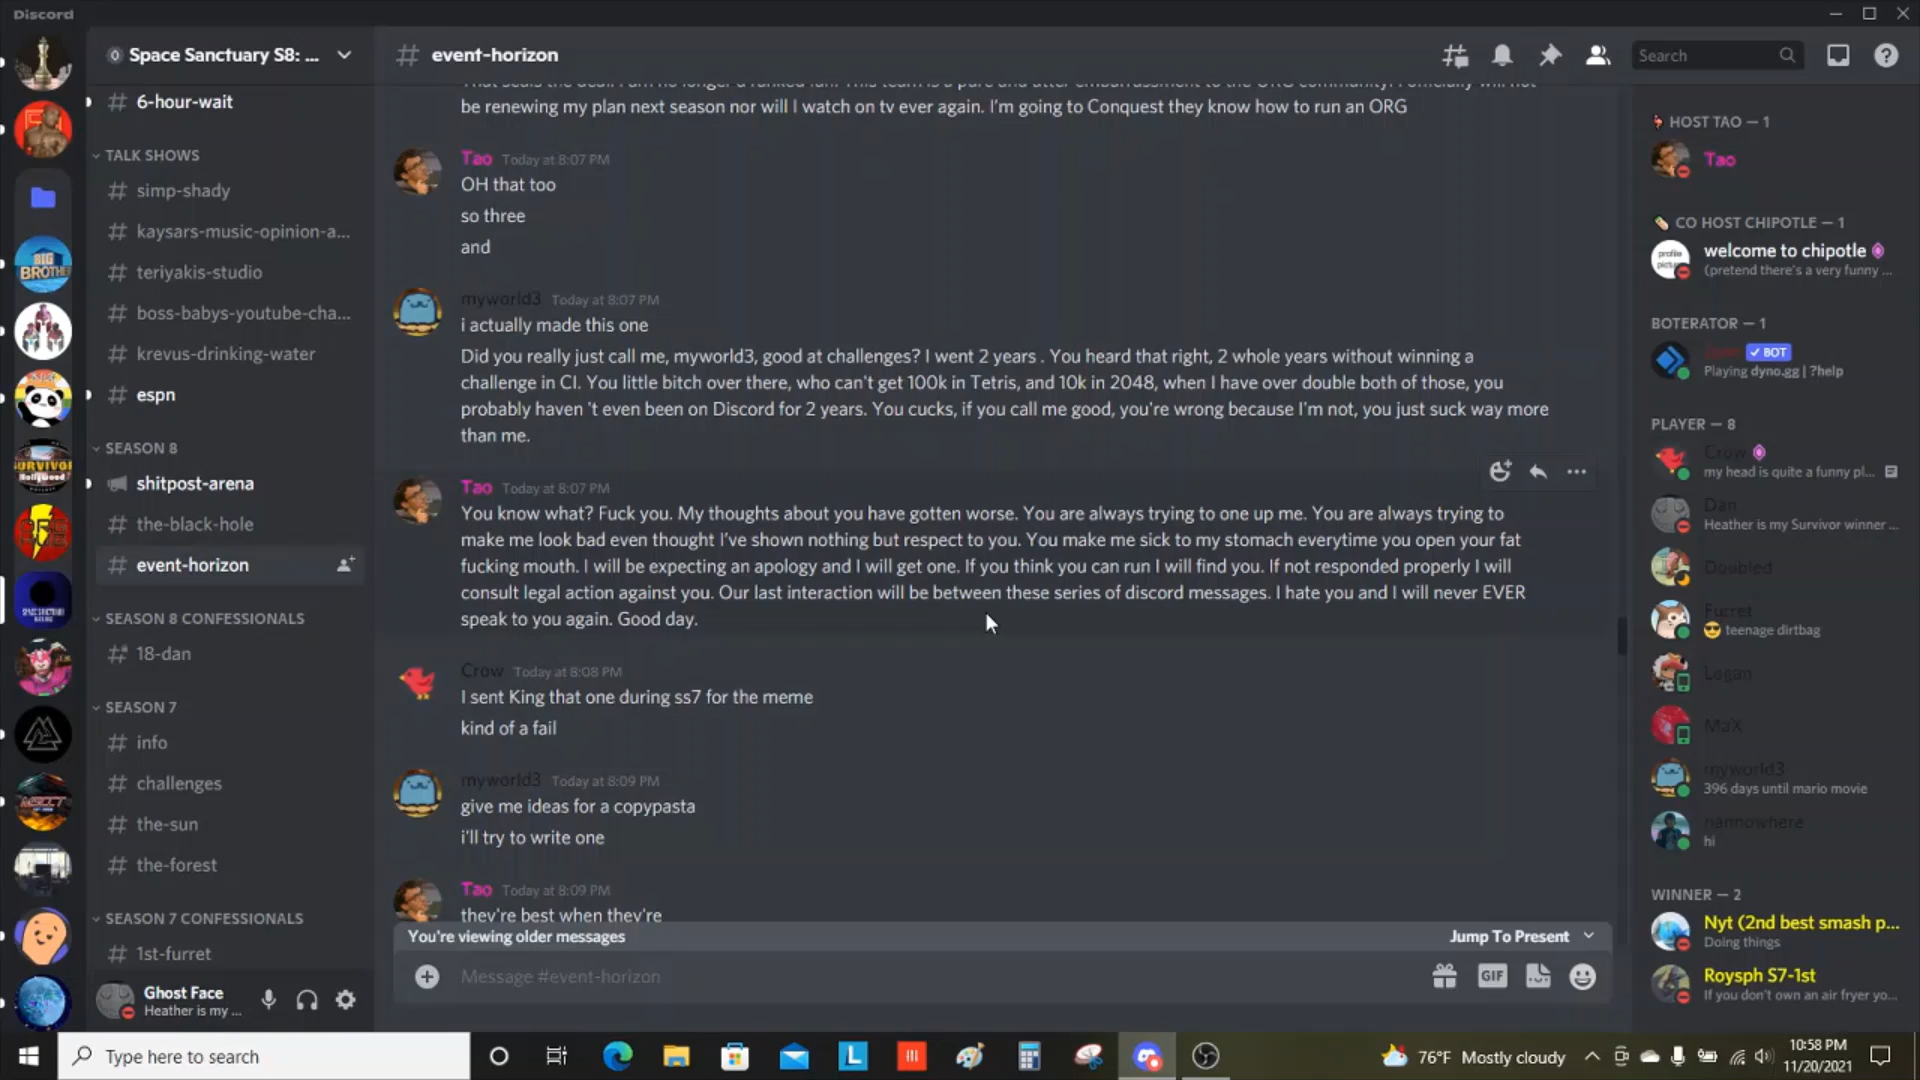 Discord
Space Sanctuary S8: ...
event-horizon
Search
6-hour-wait
TALK SHOWS
simp-shady
kaysars-music-opinion-a...
teriyakis-studio
boss-babys-youtube-cha...
krevus-drinking-water
espn
SEASON 8
shitpost-arena
the-black-hole
event-horizon
SEASON 8 CONFESSIONALS
18-dan
SEASON 7
info
challenges
the-sun
the-forest
SEASON 7 CONFESSIONALS
1st-furret
Ghost Face
Heather is my ...
be renewing my plan next season nor will I watch on tv ever again. I'm going to Conquest they know how to run an ORG
Tao Today at 8:07 PM
OH that too
so three
and
myworld3 Today at 8:07 PM
i actually made this one
Did you really just call me, myworld3, good at challenges? I went 2 years . You heard that right, 2 whole years without winning a
challenge in CI. You little bitch over there, who can't get 100k in Tetris, and 10k in 2048, when I have over double both of those, you
probably haven 't even been on Discord for 2 years. You cucks, if you call me good, you're wrong because I'm not, you just suck way more
than me.
Tao Today at 8:07 PM
You know what? Fuck you. My thoughts about you have gotten worse. You are always trying to one up me. You are always trying to
make me look bad even thought I've shown nothing but respect to you. You make me sick to my stomach everytime you open your fat
fucking mouth. I will be expecting an apology and I will get one. If you think you can run I will find you. If not responded properly I will
consult legal action against you. Our last interaction will be between these series of discord messages. I hate you and I will never EVER
speak to you again. Good day.
Crow Today at 8:08 PM
I sent King that one during ss7 for the meme
kind of a fail
myworld3 Today at 8:09 PM
give me ideas for a copypasta
i'll try to write one
Tao Today at 8:09 PM
they're best when they're
You're viewing older messages
Jump To Present
Message #event-horizon
GIF
HOST TAO — 1
Tao
CO HOST CHIPOTLE — 1
welcome to chipotle
(pretend there's a very funny ...
BOTERATOR — 1
BOT
Playing dyno.gg | ?help
PLAYER — 8
Crow
my head is quite a funny pl...
Dan
Heather is my Survivor winner ...
Doubled
Furret
teenage dirtbag
Logan
MaX
myworld3
396 days until mario movie
nannowhere
hi
WINNER — 2
Nyt (2nd best smash p...
Doing things
Roysph S7-1st
If you don't own an air fryer yo...
BIG
BROTHER
SURVIVOR
Type here to search
L
76°F Mostly cloudy
10:58 PM
11/20/2021